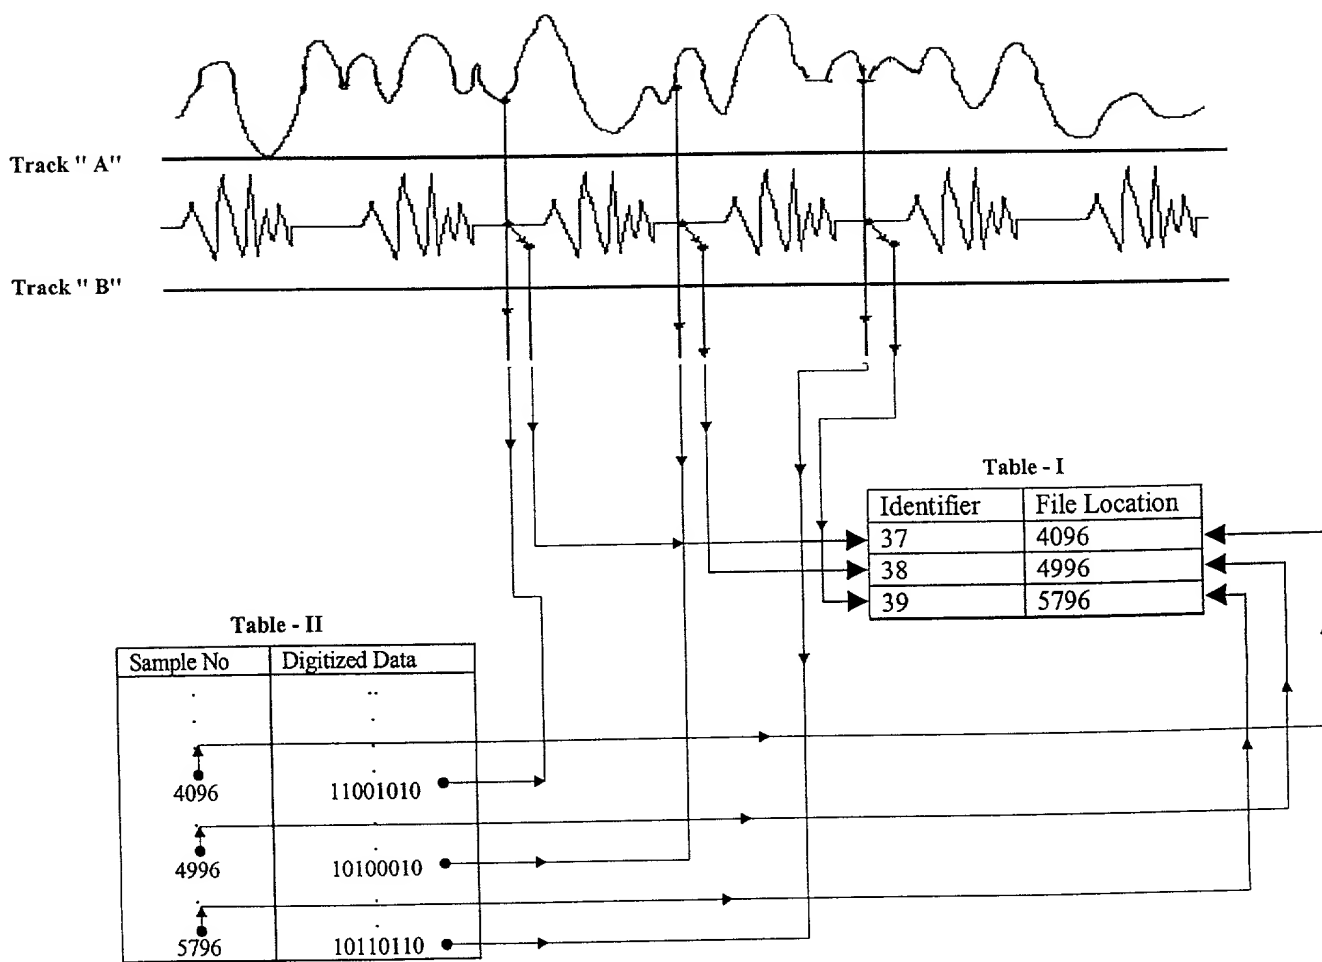 Track " A"
Track " B"
Table - I
Identifier File Location
37 4096
38 4996
39 5796
Table - II
Sample No Digitized Data
4096 11001010
4996 10100010
5796 10110110